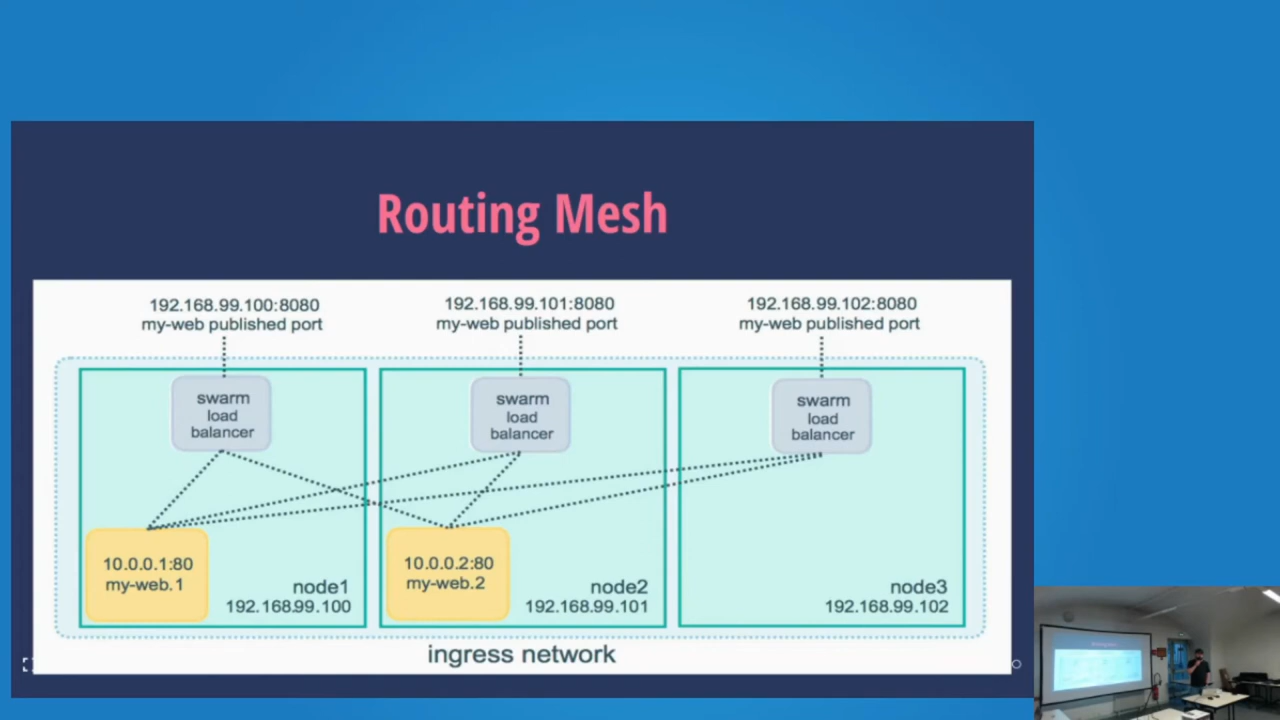 Routing Mesh
192.168.99.100:8080
my-web published port
192.168.99.101:8080
my-web published port
192.168.99.102:8080
my-web published port
swarm
load
balancer
swarm
load
balancer
swarm
load
balancer
10.0.0.1:80
my-web.1
node1
192.168.99.100
10.0.0.2:80
my-web.2
node2
192.168.99.101
node3
192.168.99.102
ingress network